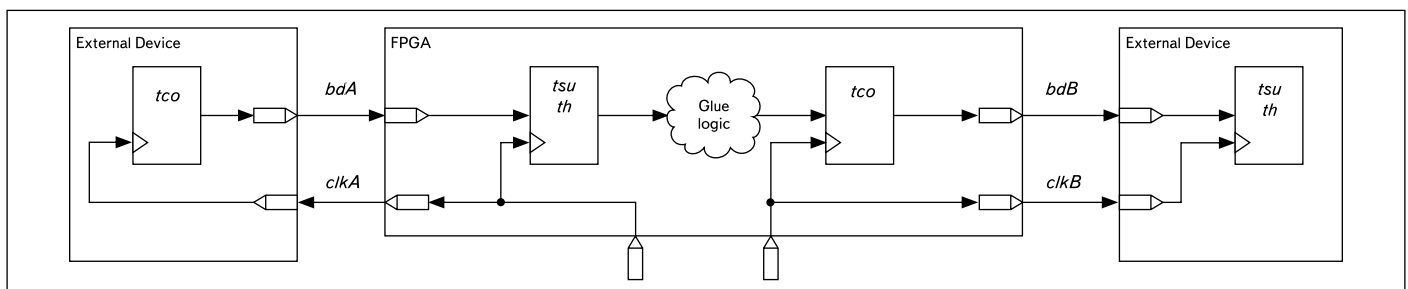 External Device
FPGA
External Device
tco
bdA
tsu
th
Glue
logic
tco
bdB
tsu
th
clkA
clkB